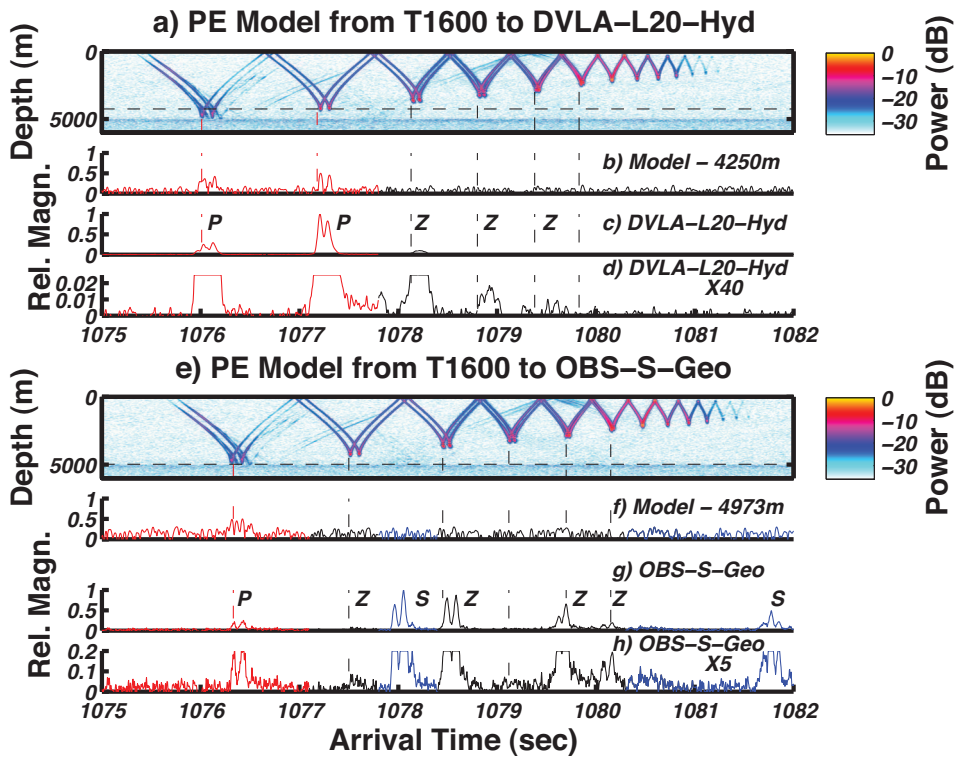 a) PE Model from T1600 to DVLA–L20–Hyd
Depth (m)
0
5000
0
–10
–20
–30
Power (dB)
b) Model – 4250m
1
0.5
0
Rel. Magn.
c) DVLA–L20–Hyd
1
0.5
P P Z Z Z
d) DVLA–L20–Hyd
X40
0.02
0.01
0
1075 1076 1077 1078 1079 1080 1081 1082
e) PE Model from T1600 to OBS–S–Geo
Depth (m)
0
5000
0
–10
–20
–30
Power (dB)
f) Model – 4973m
1
0.5
0
Rel. Magn.
g) OBS–S–Geo
1
0.5
0
P Z S Z Z Z S
h) OBS–S–Geo
X5
0.2
0.1
0
1075 1076 1077 1078 1079 1080 1081 1082
Arrival Time (sec)